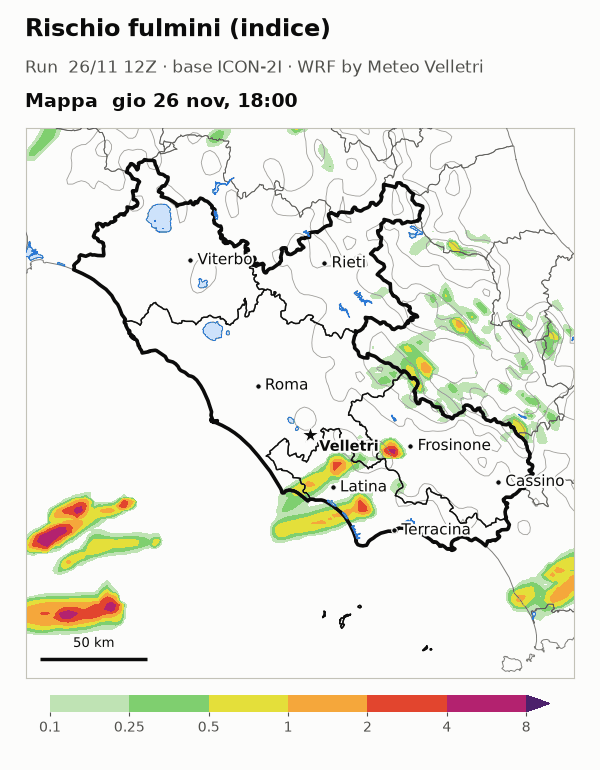 Rischio fulmini (indice)
Run  26/11 12Z · base ICON-2I · WRF by Meteo Velletri
Mappa  gio 26 nov, 18:00
Viterbo
Rieti
Roma
Velletri
Frosinone
Latina
Cassino
Terracina
50 km
0.1 0.25 0.5 1 2 4 8